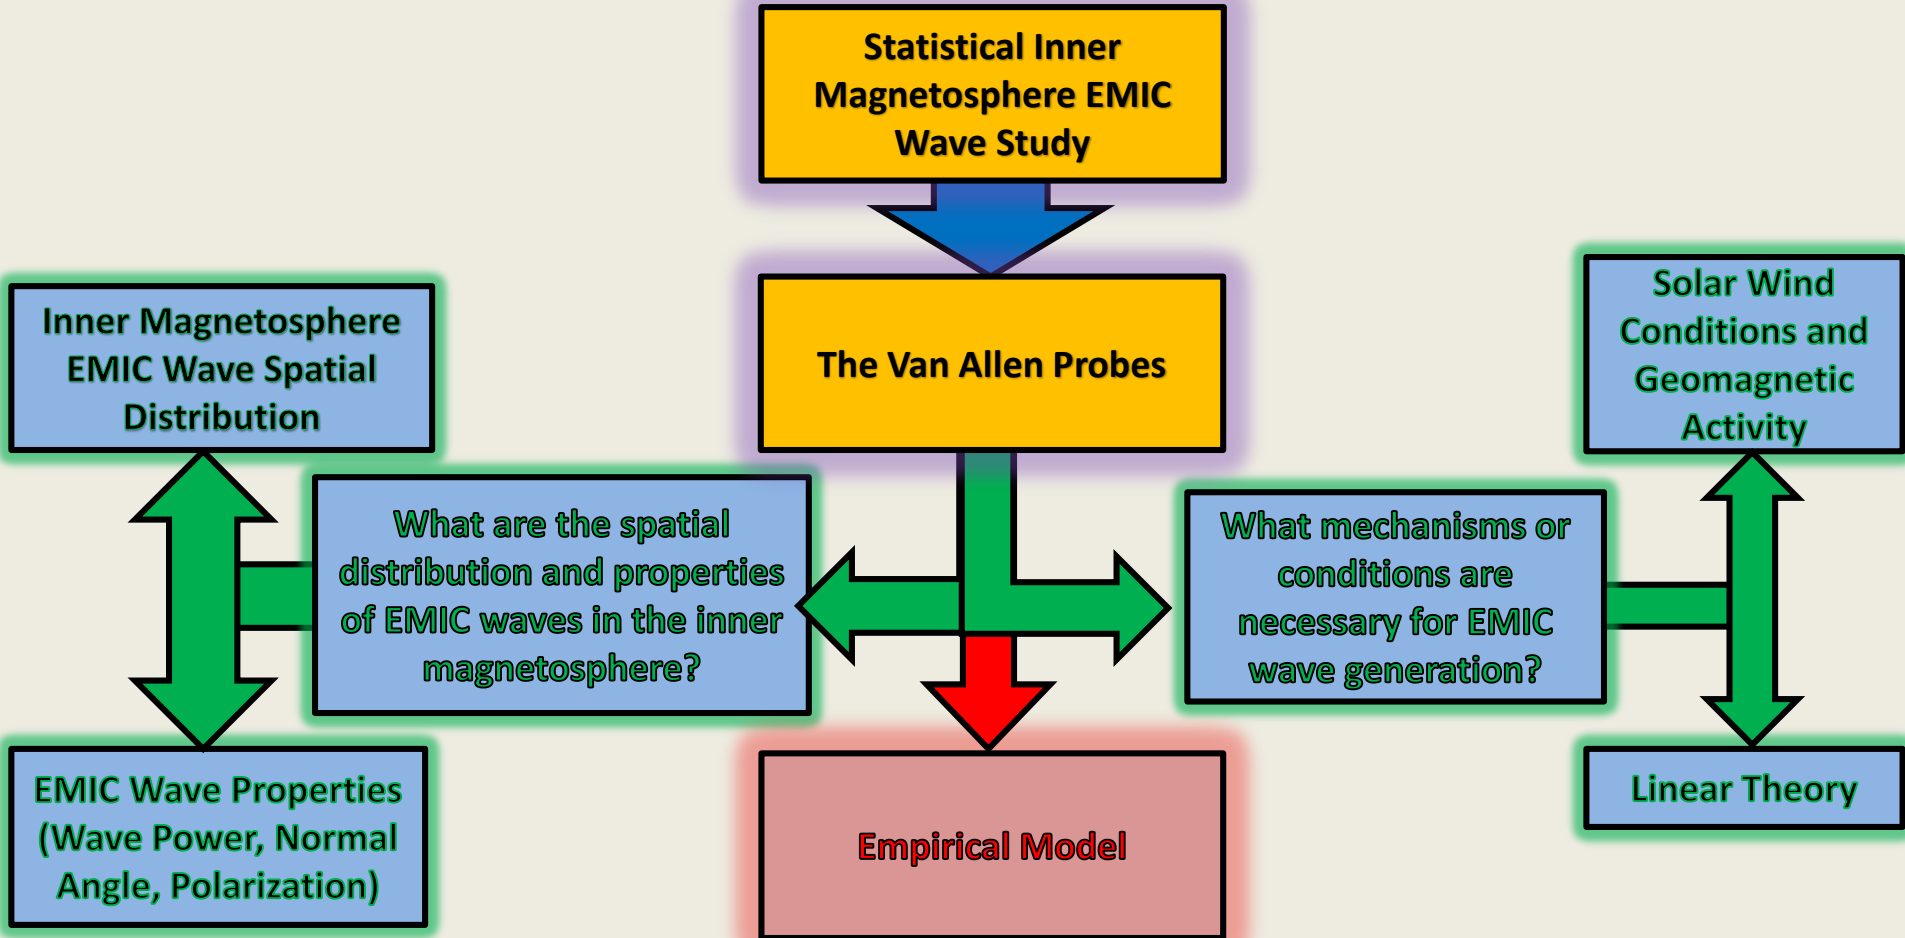 Statistical Inner
Magnetosphere EMIC
Wave Study
The Van Allen Probes
Inner Magnetosphere
EMIC Wave Spatial
Distribution
Solar Wind
Conditions and
Geomagnetic
Activity
What are the spatial
distribution and properties
of EMIC waves in the inner
magnetosphere?
What mechanisms or
conditions are
necessary for EMIC
wave generation?
EMIC Wave Properties
(Wave Power, Normal
Angle, Polarization)
Empirical Model
Linear Theory